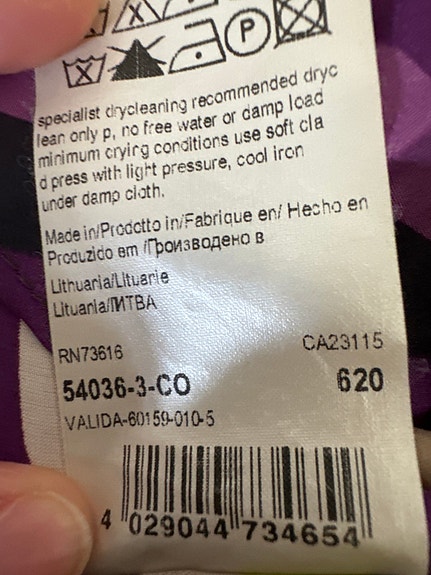 P
specialist drycleaning recommended dryc
lean only p, no free water or damp load
minimum crying conditions use soft cla
d press with light pressure, cool iron
under damp cloth.
Made in/Prodotto in/Fabrique en/ Hecho en
Produzido em /Произведено в
Lithuania/Lituanie
Lituania/ЛИТВА
RN73616 CA23115
54036-3-CO 620
VALIDA-60159-010-5
4 029044 734654